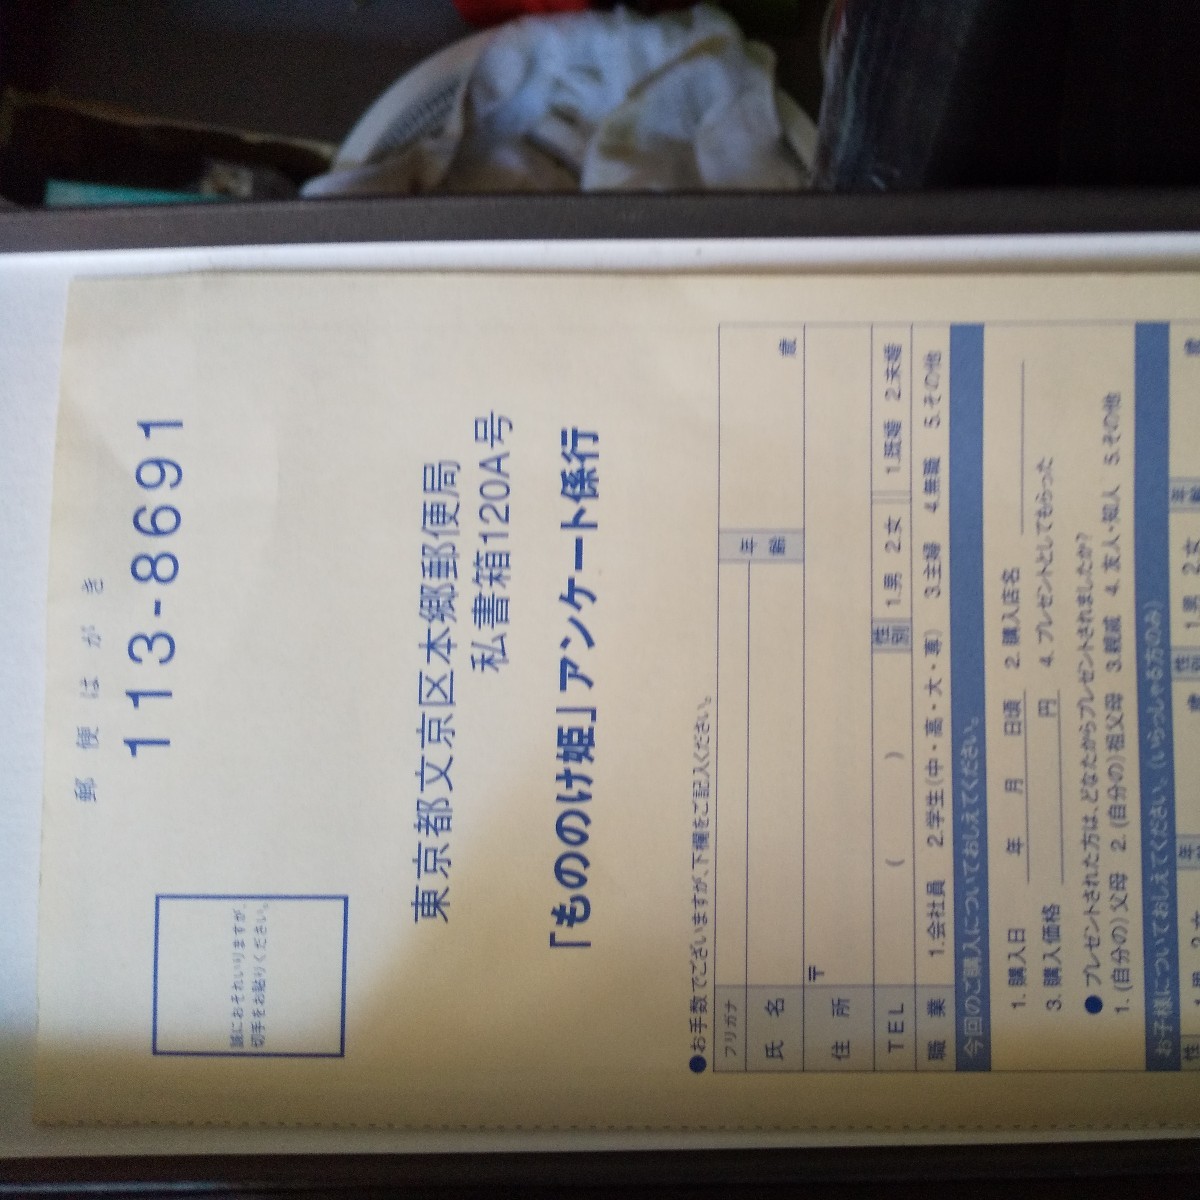 郵便はがき
113-8691
誠におそれいりますが、
切手をお貼りください。
東京都文京区本郷郵便局
私書箱120A号
「もののけ姫」アンケート係行
●お手数でございますが、下欄をご記入ください。
フリガナ
氏名
年齢
歳
住所
〒
TEL ( )
性別 1.男 2.女 1.既婚 2.未婚
職業 1.会社員 2.学生(中・高・大・専) 3.主婦 4.無職 5.その他
今回のご購入についておしえてください。
1. 購入日 年 月 日頃 2. 購入店名
3. 購入価格 円 4. プレゼントとしてもらった
● プレゼントされた方は、どなたからプレゼントされましたか?
1. (自分の)父母 2. (自分の)祖父母 3.親戚 4. 友人・知人 5.その他
お子様についておしえてください。(いらっしゃる方のみ)
歳 性別 1.男 2.女 年齢 歳